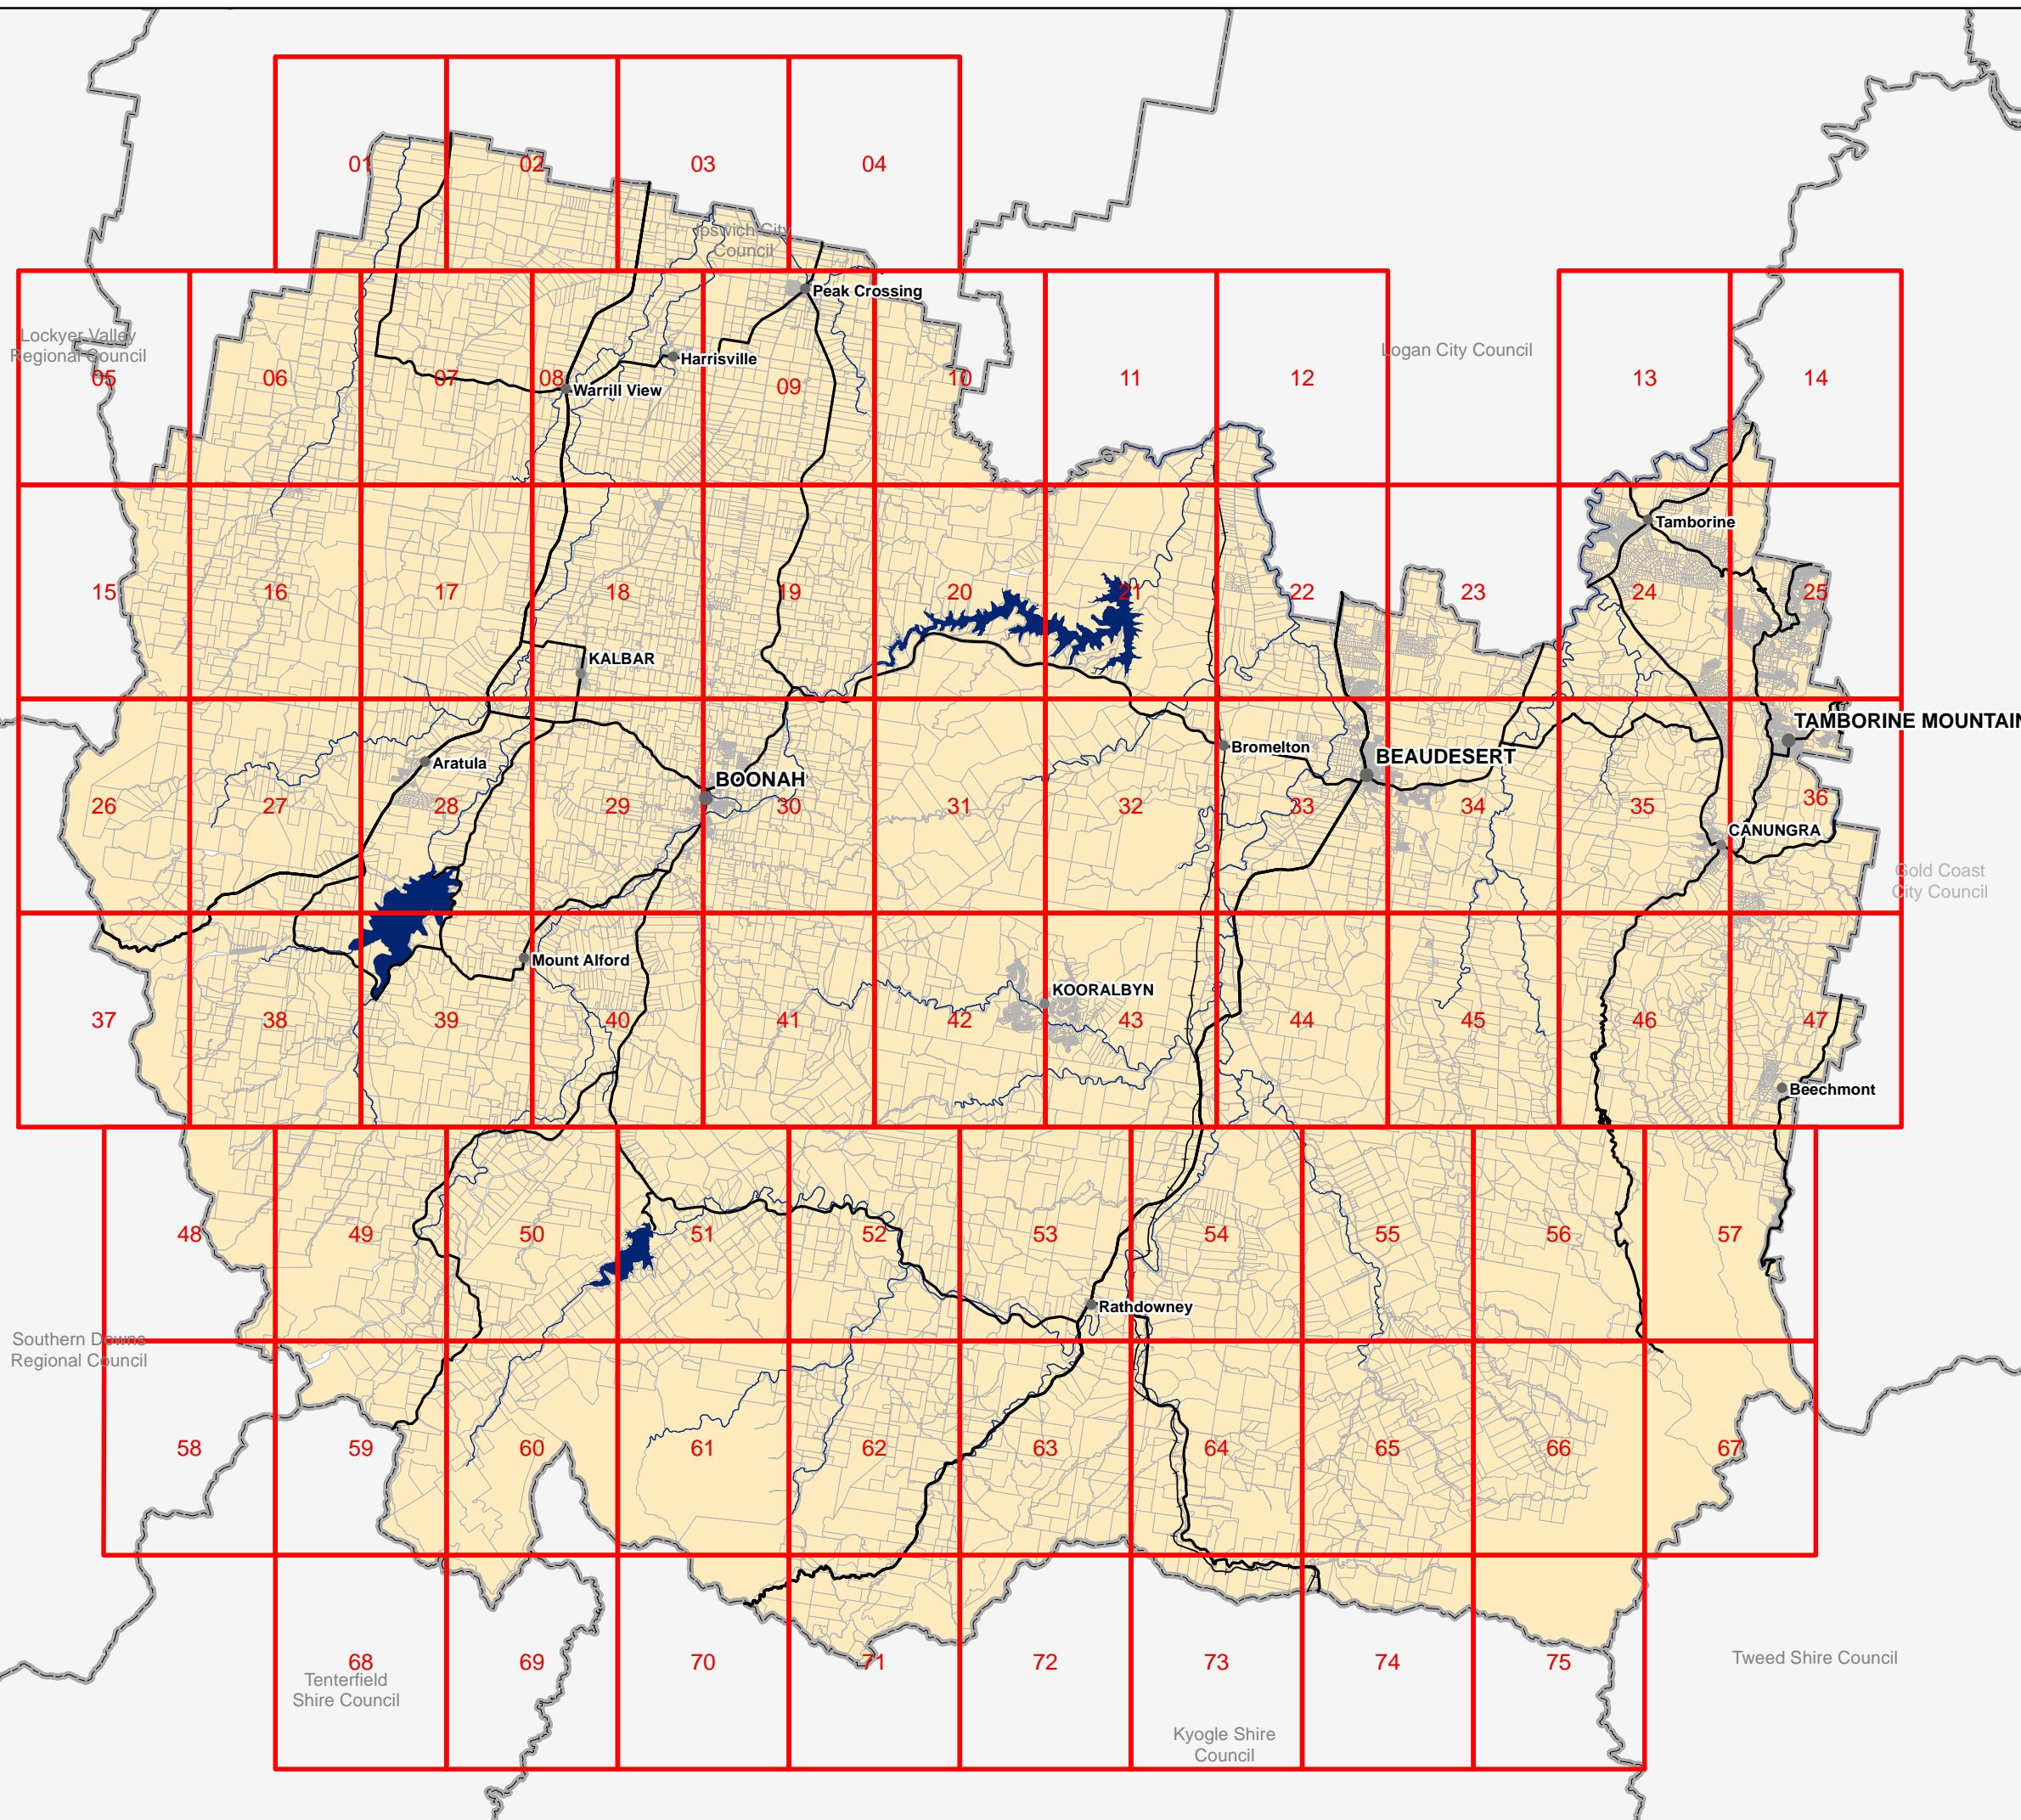 01
02
03
04
Ipswich City
Council
Peak Crossing
Lockyer Valley
Regional Council
Harrisville
Logan City Council
05
06
07
08
Warrill View
09
10
11
12
13
14
Tamborine
15
16
17
18
19
20
21
22
23
24
25
KALBAR
TAMBORINE MOUNTAIN
Aratula
BOONAH
Bromelton
BEAUDESERT
26
27
28
29
30
31
32
33
34
35
36
CANUNGRA
Gold Coast
City Council
Mount Alford
KOORALBYN
37
38
39
40
41
42
43
44
45
46
47
Beechmont
48
49
50
51
52
53
54
55
56
57
Rathdowney
Southern Downs
Regional Council
58
59
60
61
62
63
64
65
66
67
68
69
70
71
72
73
74
75
Tenterfield
Shire Council
Tweed Shire Council
Kyogle Shire
Council